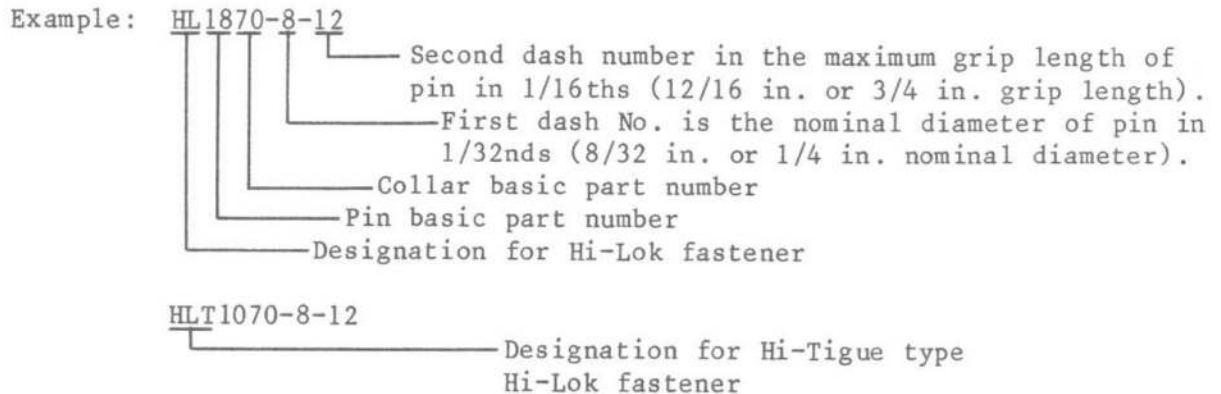 Example: HL1870-8-12
Second dash number in the maximum grip length of
pin in 1/16ths (12/16 in. or 3/4 in. grip length).
First dash No. is the nominal diameter of pin in
1/32nds (8/32 in. or 1/4 in. nominal diameter).
Collar basic part number
Pin basic part number
Designation for Hi-Lok fastener
HLT1070-8-12
Designation for Hi-Tigue type
Hi-Lok fastener